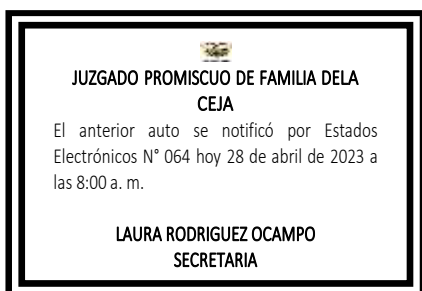 JUZGADO PROMISCUO DE FAMILIA DELA
CEJA
El anterior auto se notificó por Estados
Electrónicos N° 064 hoy 28 de abril de 2023 a
las 8:00 a. m.
LAURA RODRIGUEZ OCAMPO
SECRETARIA